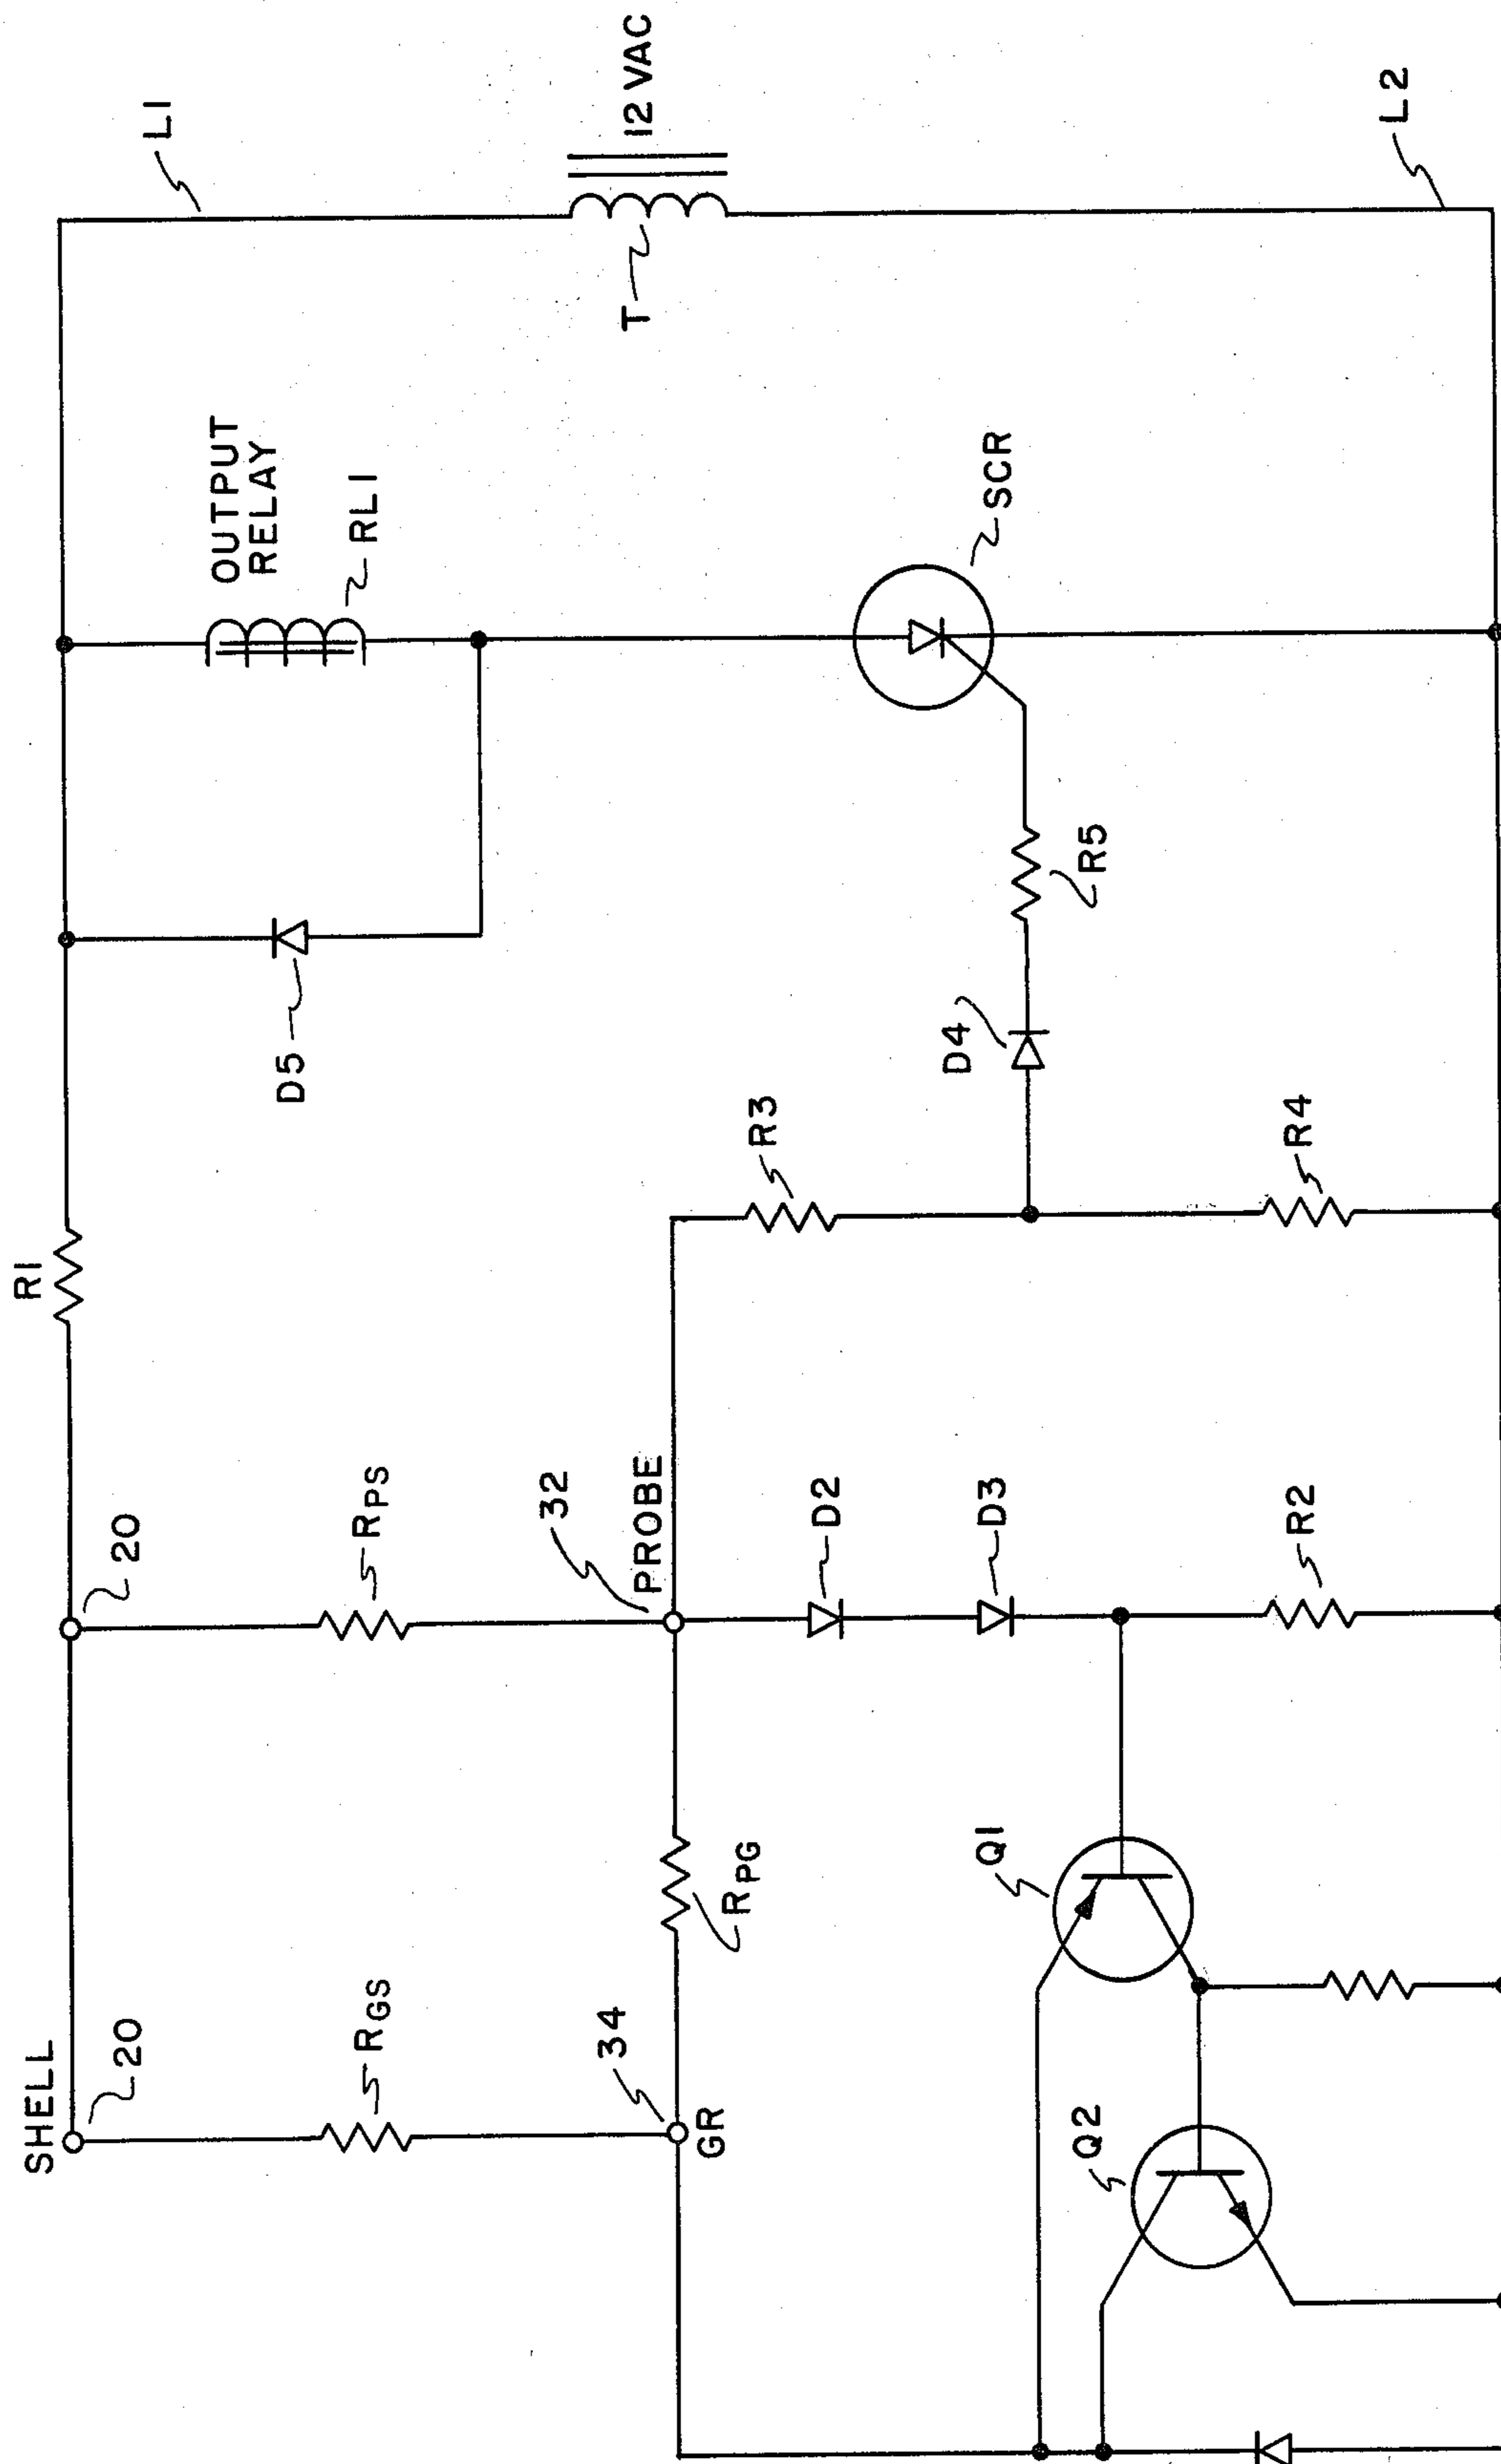 SHELL
20
20
R1
L1
OUTPUT
RELAY
RL1
D5
RGS
RPS
T
12 VAC
34
GR
RPG
32
PROBE
R3
D2
D4
SCR
Q1
D3
R5
Q2
R2
R4
L2